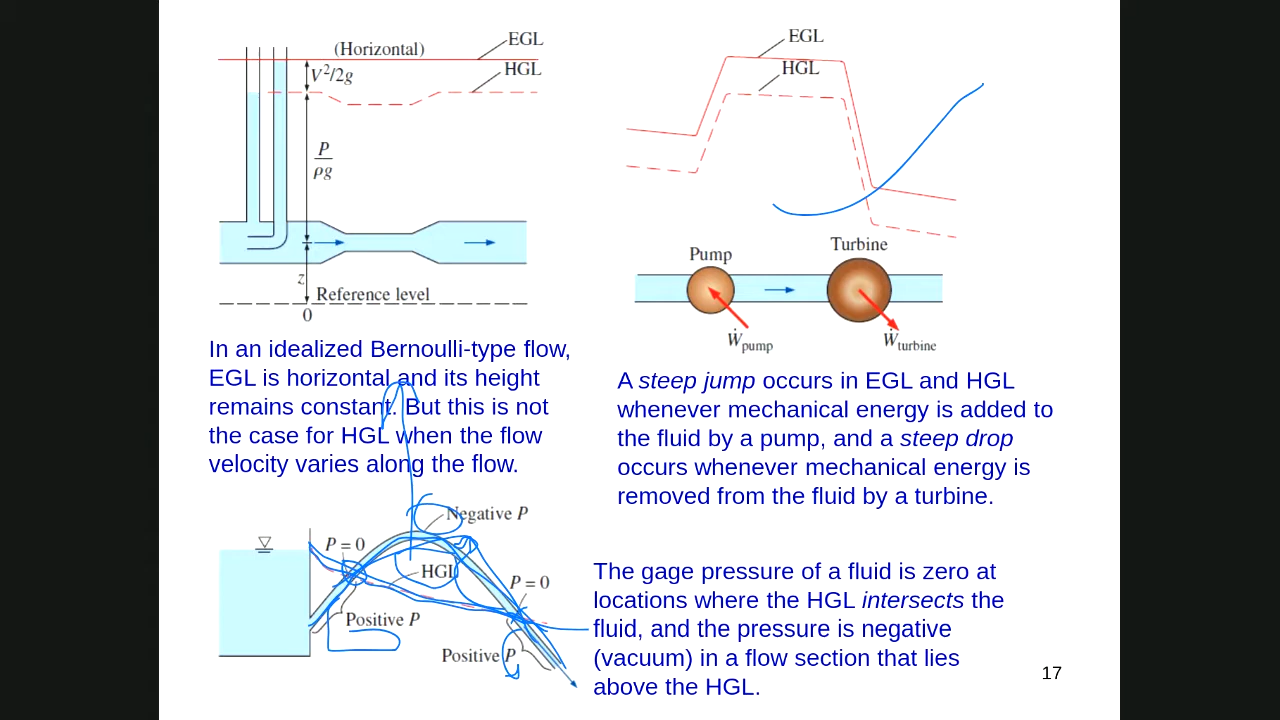 EGL
(Horizontal)
V²/2g
HGL
P
ρg
z
Reference level
0
In an idealized Bernoulli-type flow,
EGL is horizontal and its height
remains constant. But this is not
the case for HGL when the flow
velocity varies along the flow.
EGL
HGL
Pump
Turbine
Ẇpump
Ẇturbine
A steep jump occurs in EGL and HGL
whenever mechanical energy is added to
the fluid by a pump, and a steep drop
occurs whenever mechanical energy is
removed from the fluid by a turbine.
Negative P
P = 0
HGL
P = 0
Positive P
Positive P
The gage pressure of a fluid is zero at
locations where the HGL intersects the
fluid, and the pressure is negative
(vacuum) in a flow section that lies
above the HGL.
17